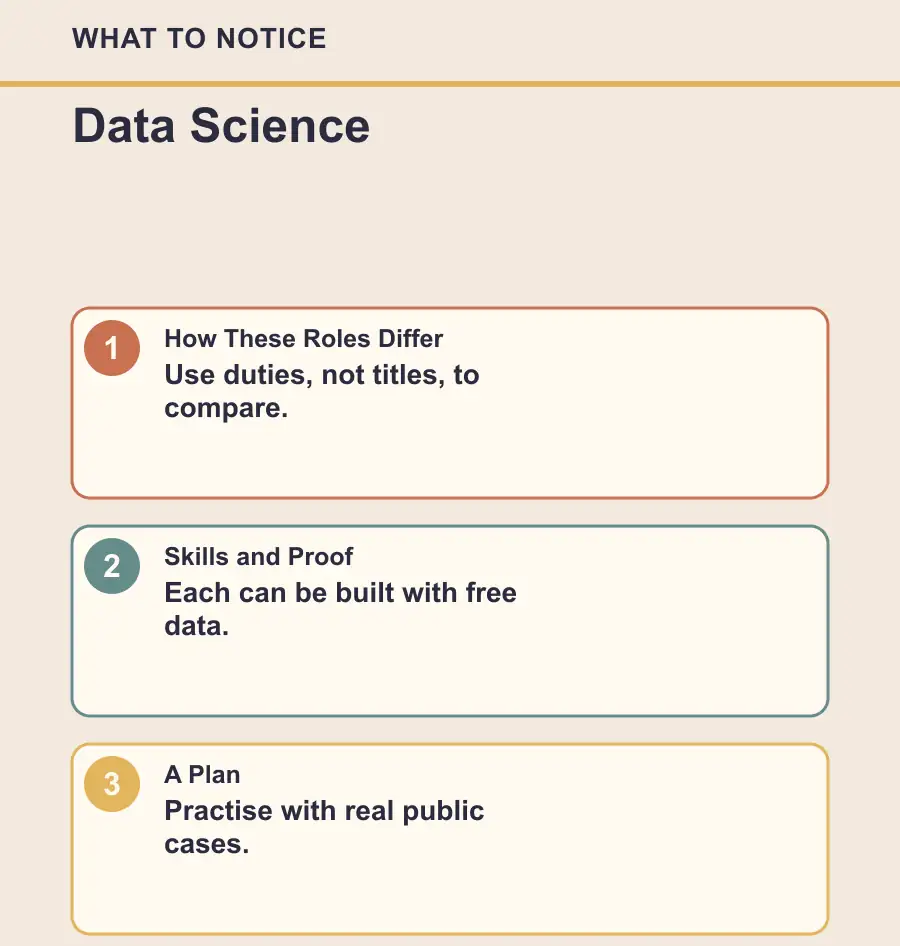 WHAT TO NOTICE
Data Science
1
How These Roles Differ
Use duties, not titles, to
compare.
2
Skills and Proof
Each can be built with free
data.
3
A Plan
Practise with real public
cases.